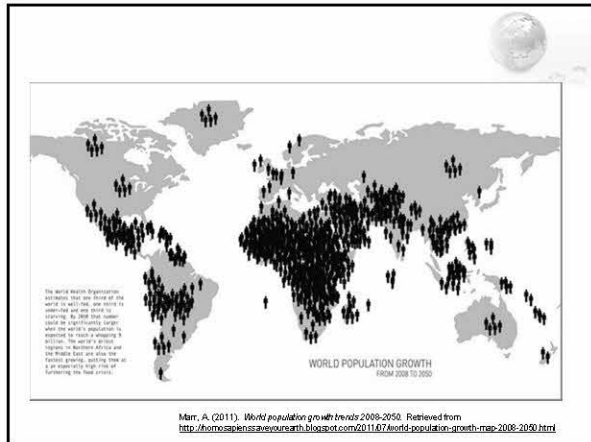 The World Health Organization
estimates that one third of the
world is well-fed, one third is
under-fed and one third is
starving. By 2050 that number
could be significantly larger
when the world's population is
expected to reach a whopping 9
billion. The world's driest
regions in Northern Africa and
the Middle East are also the
fastest growing, putting them at
a an especially high risk of
furthering the food crisis.
WORLD POPULATION GROWTH
FROM 2008 TO 2050
Marr, A. (2011). World population growth trends 2008-2050. Retrieved from
http://homosapienssaveyourearth.blogspot.com/2011/07/world-population-growth-map-2008-2050.html